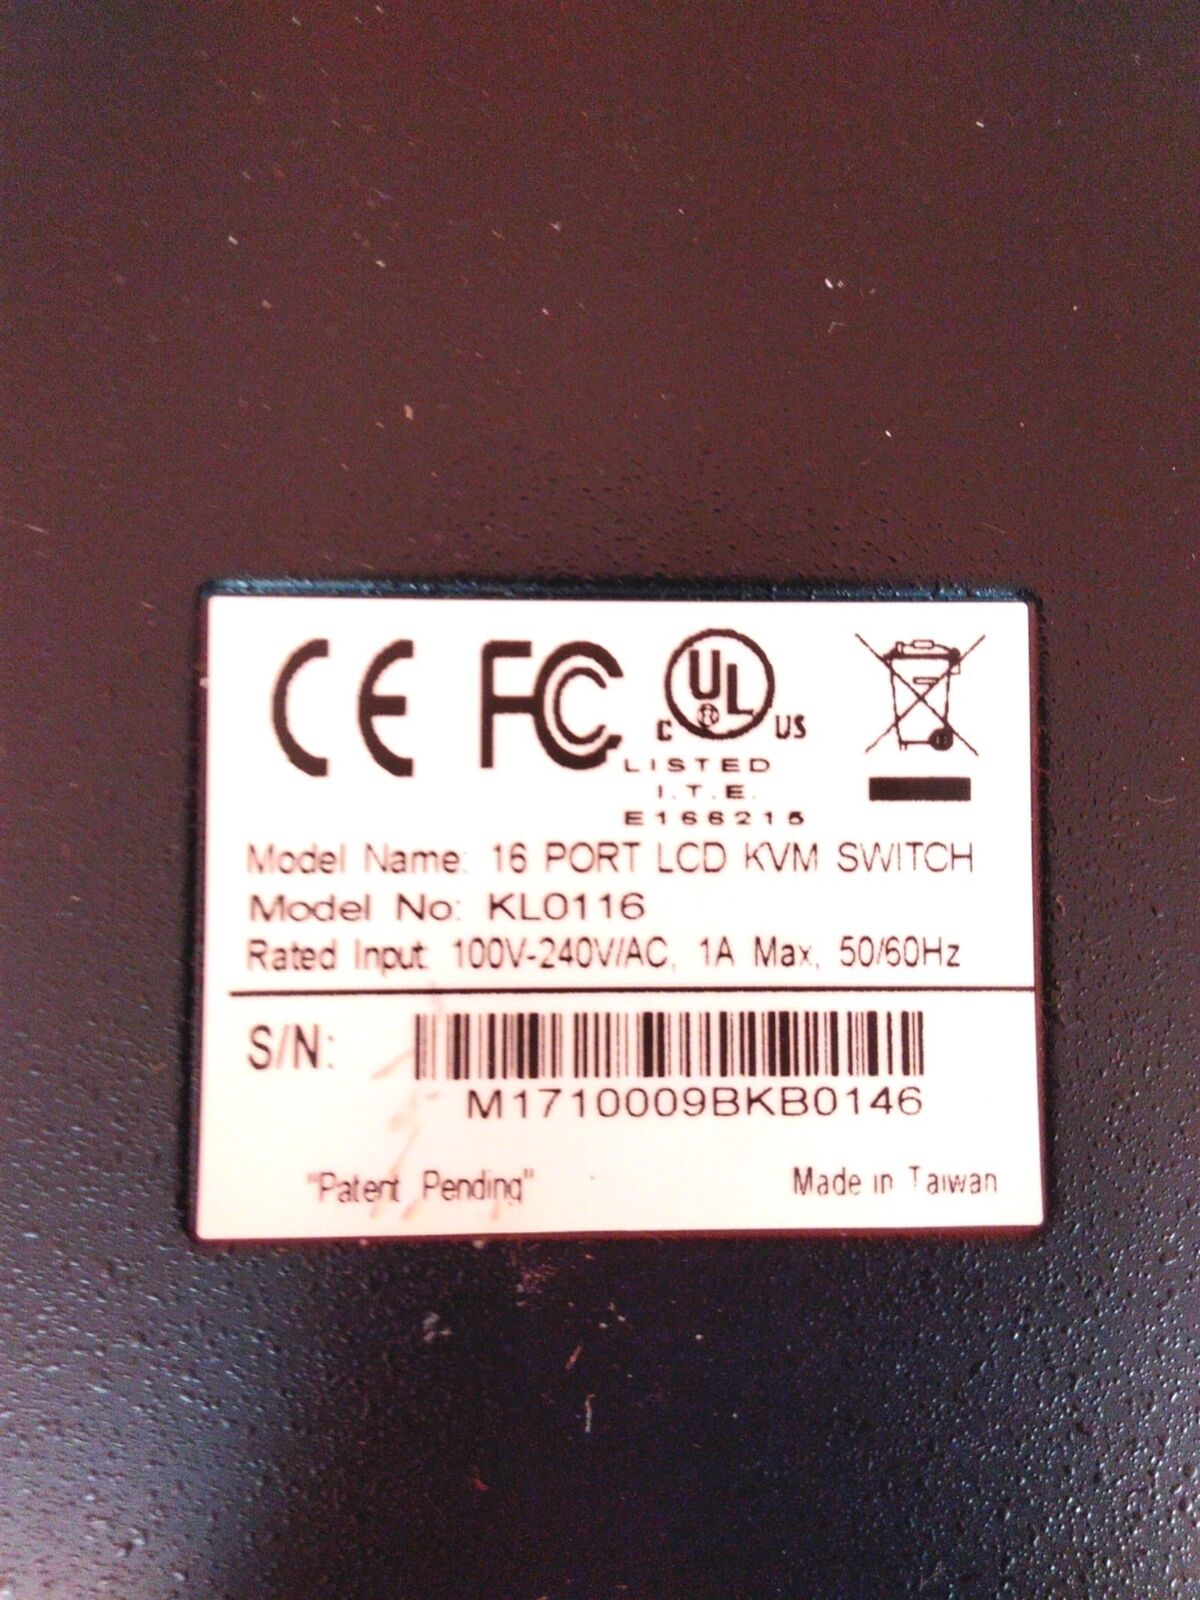 CE FC C UL US
LISTED
I.T.E.
E166215
Model Name: 16 PORT LCD KVM SWITCH
Model No: KL0116
Rated Input: 100V-240V/AC, 1A Max, 50/60Hz
S/N:
M1710009BKB0146
"Patent Pending" Made in Taiwan